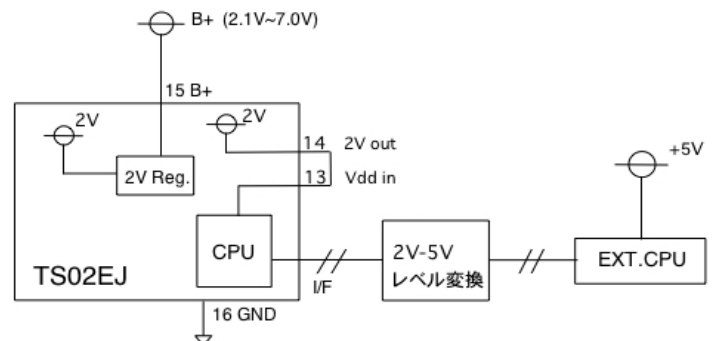 B+ (2.1V~7.0V)
15 B+
2V
2V
14 2V out
+5V
2V Reg.
13 Vdd in
CPU
2V-5V
レベル変換
EXT.CPU
TS02EJ
I/F
16 GND